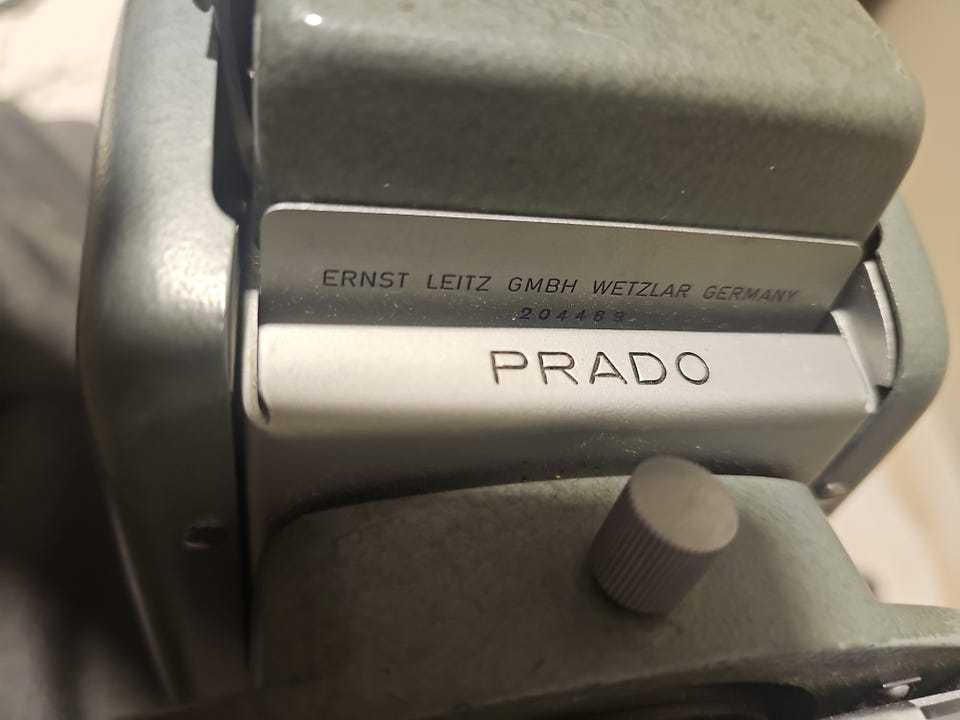 ERNST LEITZ GMBH WETZLAR GERMANY
204489
PRADO